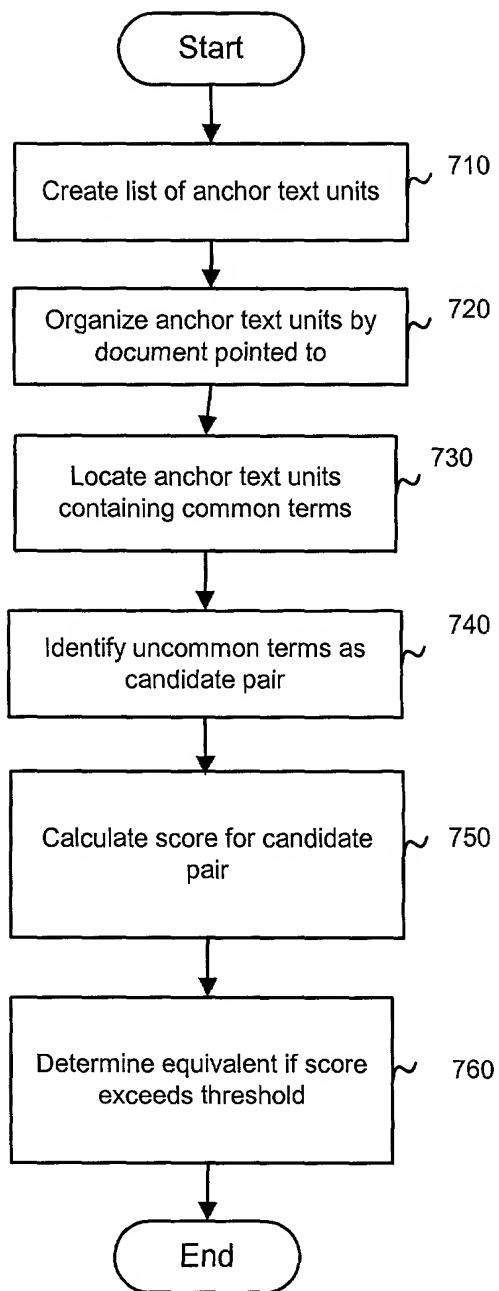 Start
Create list of anchor text units
710
Organize anchor text units by
document pointed to
720
Locate anchor text units
containing common terms
730
Identify uncommon terms as
candidate pair
740
Calculate score for candidate
pair
750
Determine equivalent if score
exceeds threshold
760
End